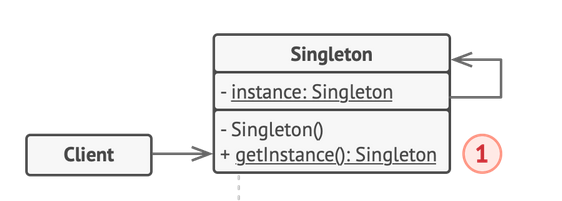 Singleton
- instance: Singleton
- Singleton()
+ getInstance(): Singleton
Client
1